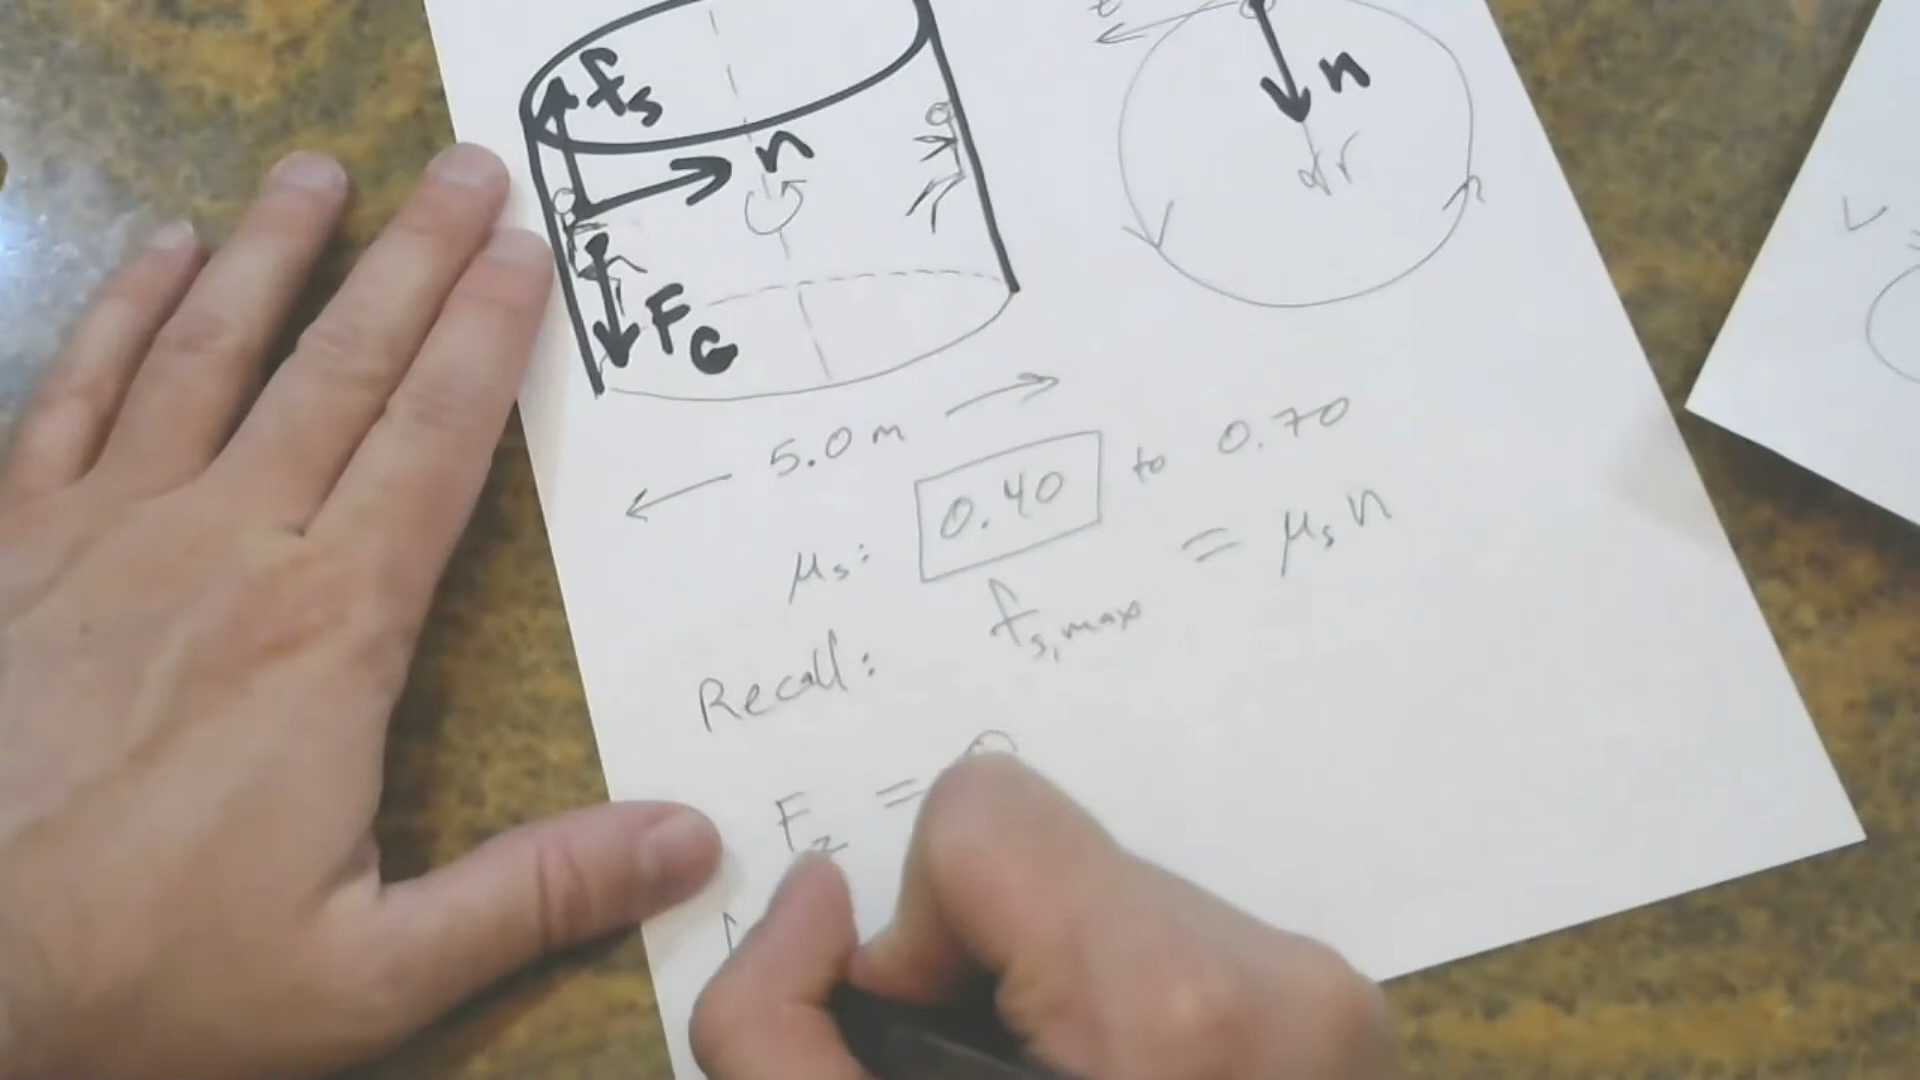 fs
n
FG
n
r
5.0 m
μs: 0.40 to 0.70
Recall: fs,max = μs n
Fz =